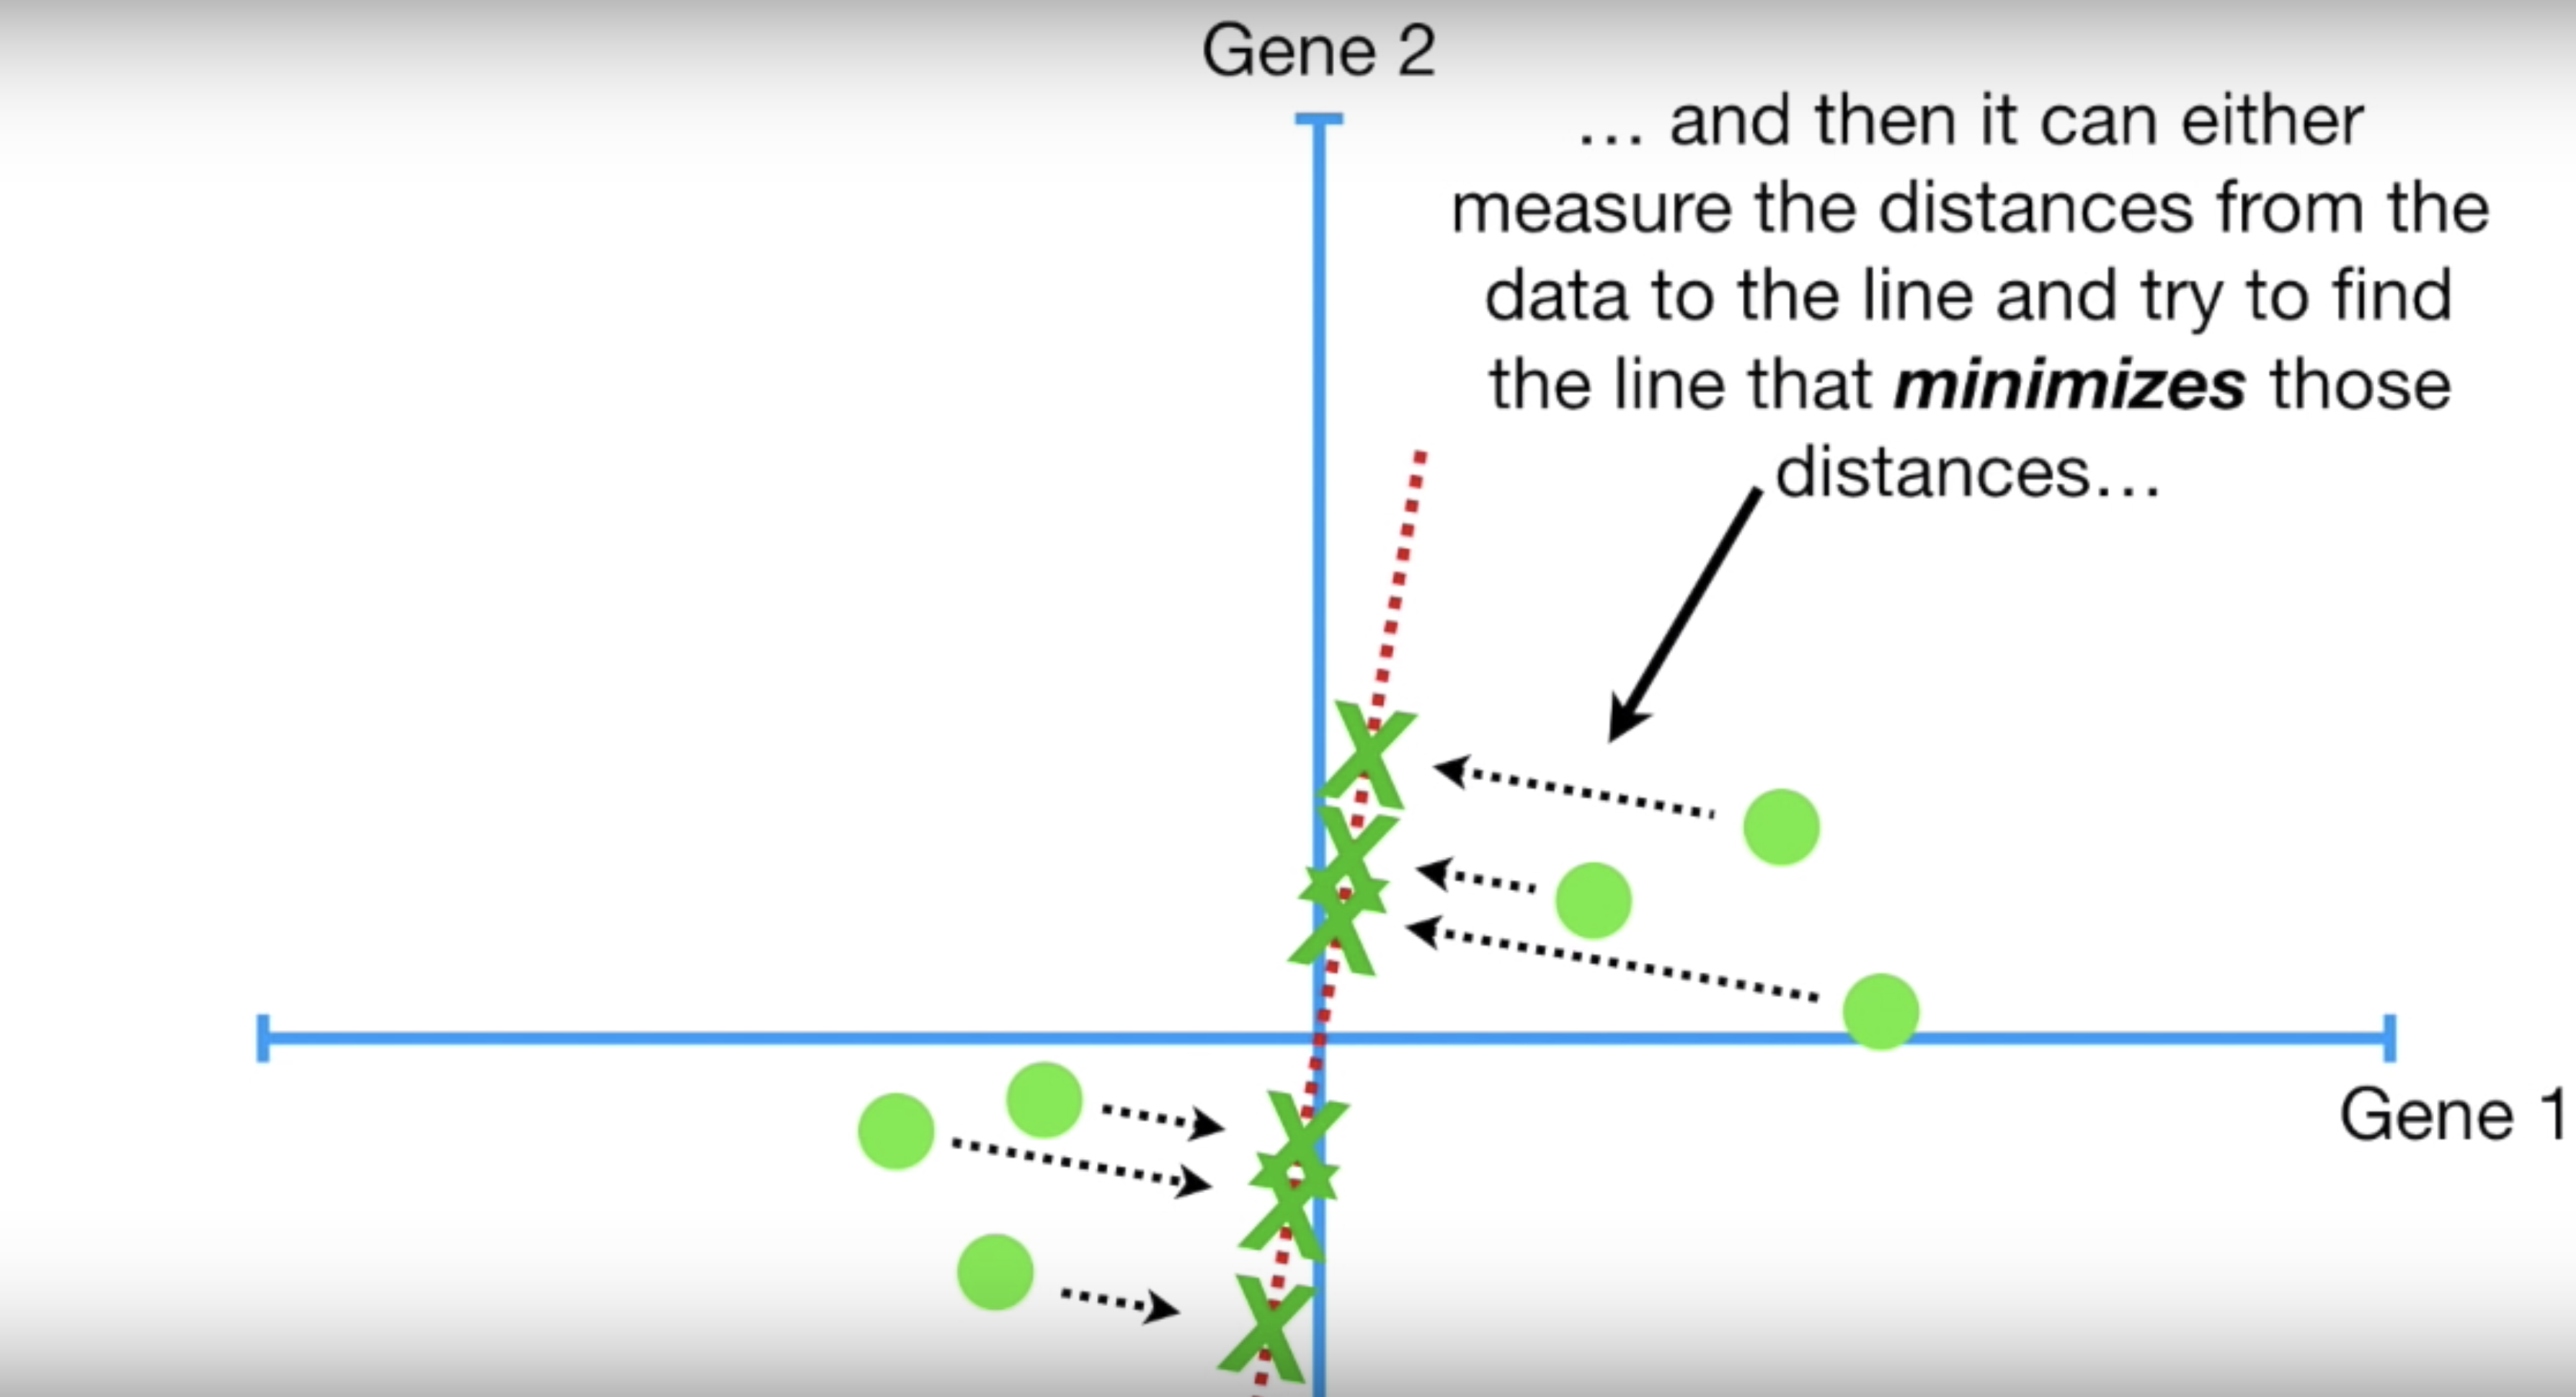 Gene 2
... and then it can either
measure the distances from the
data to the line and try to find
the line that minimizes those
distances...
Gene 1